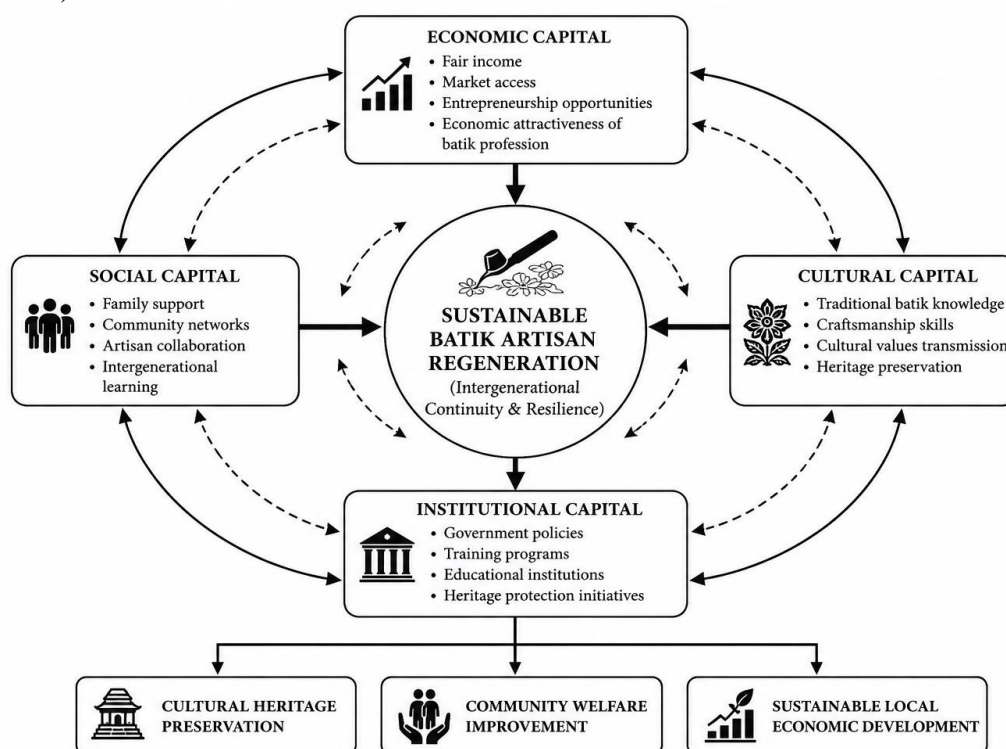 ECONOMIC CAPITAL
• Fair income
• Market access
• Entrepreneurship opportunities
• Economic attractiveness of
batik profession
SOCIAL CAPITAL
• Family support
• Community networks
• Artisan collaboration
• Intergenerational
learning
SUSTAINABLE
BATIK ARTISAN
REGENERATION
(Intergenerational
Continuity & Resilience)
CULTURAL CAPITAL
• Traditional batik knowledge
• Craftsmanship skills
• Cultural values transmission
• Heritage preservation
INSTITUTIONAL CAPITAL
• Government policies
• Training programs
• Educational institutions
• Heritage protection initiatives
CULTURAL HERITAGE
PRESERVATION
COMMUNITY WELFARE
IMPROVEMENT
SUSTAINABLE LOCAL
ECONOMIC DEVELOPMENT